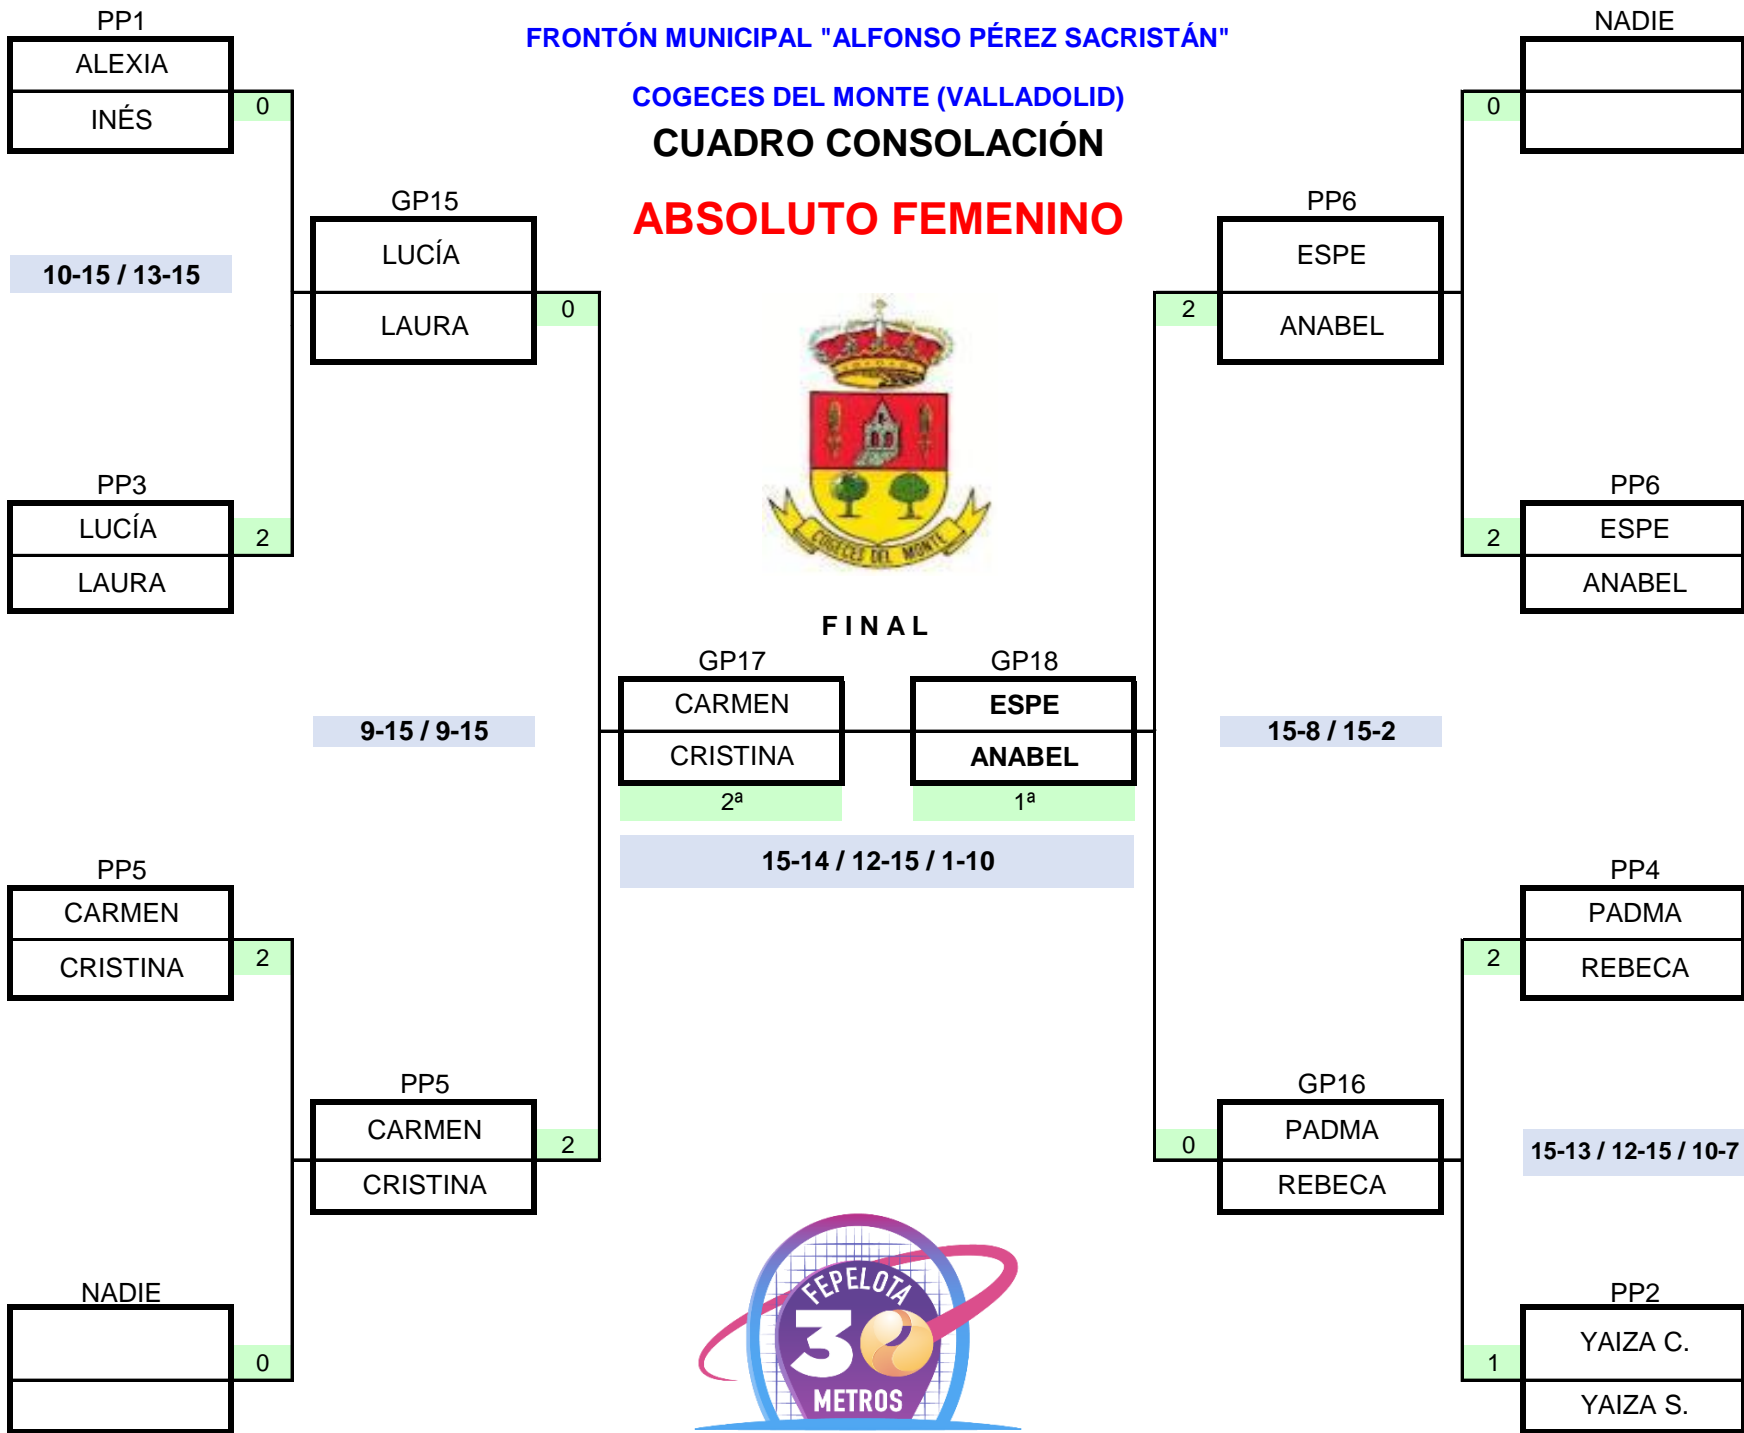 PP1
FRONTÓN MUNICIPAL "ALFONSO PÉREZ SACRISTÁN"
NADIE
ALEXIA
INÉS
0
COGECES DEL MONTE (VALLADOLID)
0
CUADRO CONSOLACIÓN
GP15
ABSOLUTO FEMENINO
PP6
LUCÍA
ESPE
10-15 / 13-15
LAURA
0
2
ANABEL
PP3
LUCÍA
2
LAURA
COGECES DEL MONTE
PP6
2
ESPE
ANABEL
FINAL
GP17
GP18
CARMEN
ESPE
9-15 / 9-15
15-8 / 15-2
CRISTINA
ANABEL
2ª
1ª
15-14 / 12-15 / 1-10
PP5
CARMEN
CRISTINA
2
PP4
PADMA
2
REBECA
PP5
CARMEN
2
CRISTINA
GP16
PADMA
0
REBECA
15-13 / 12-15 / 10-7
NADIE
0
FEPELOTA
30
METROS
PP2
YAIZA C.
1
YAIZA S.